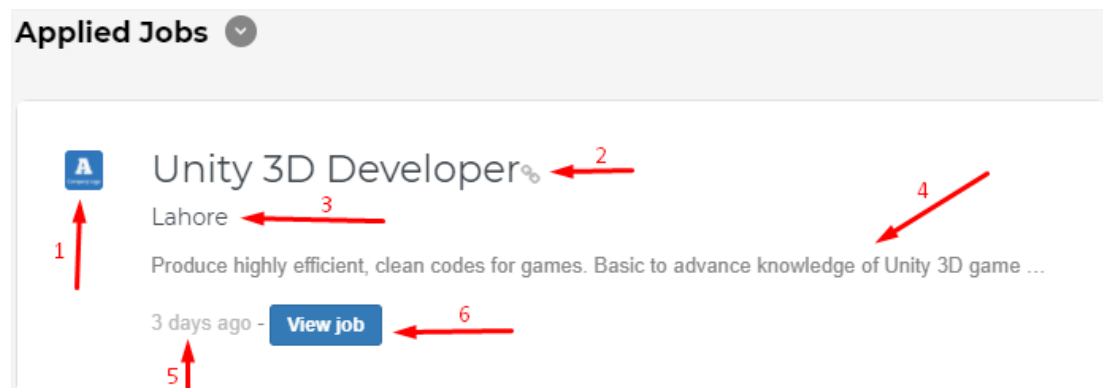 Applied Jobs
A
Unity 3D Developer 2
Lahore 3
4
1
Produce highly efficient, clean codes for games. Basic to advance knowledge of Unity 3D game ...
3 days ago - View job 6
5